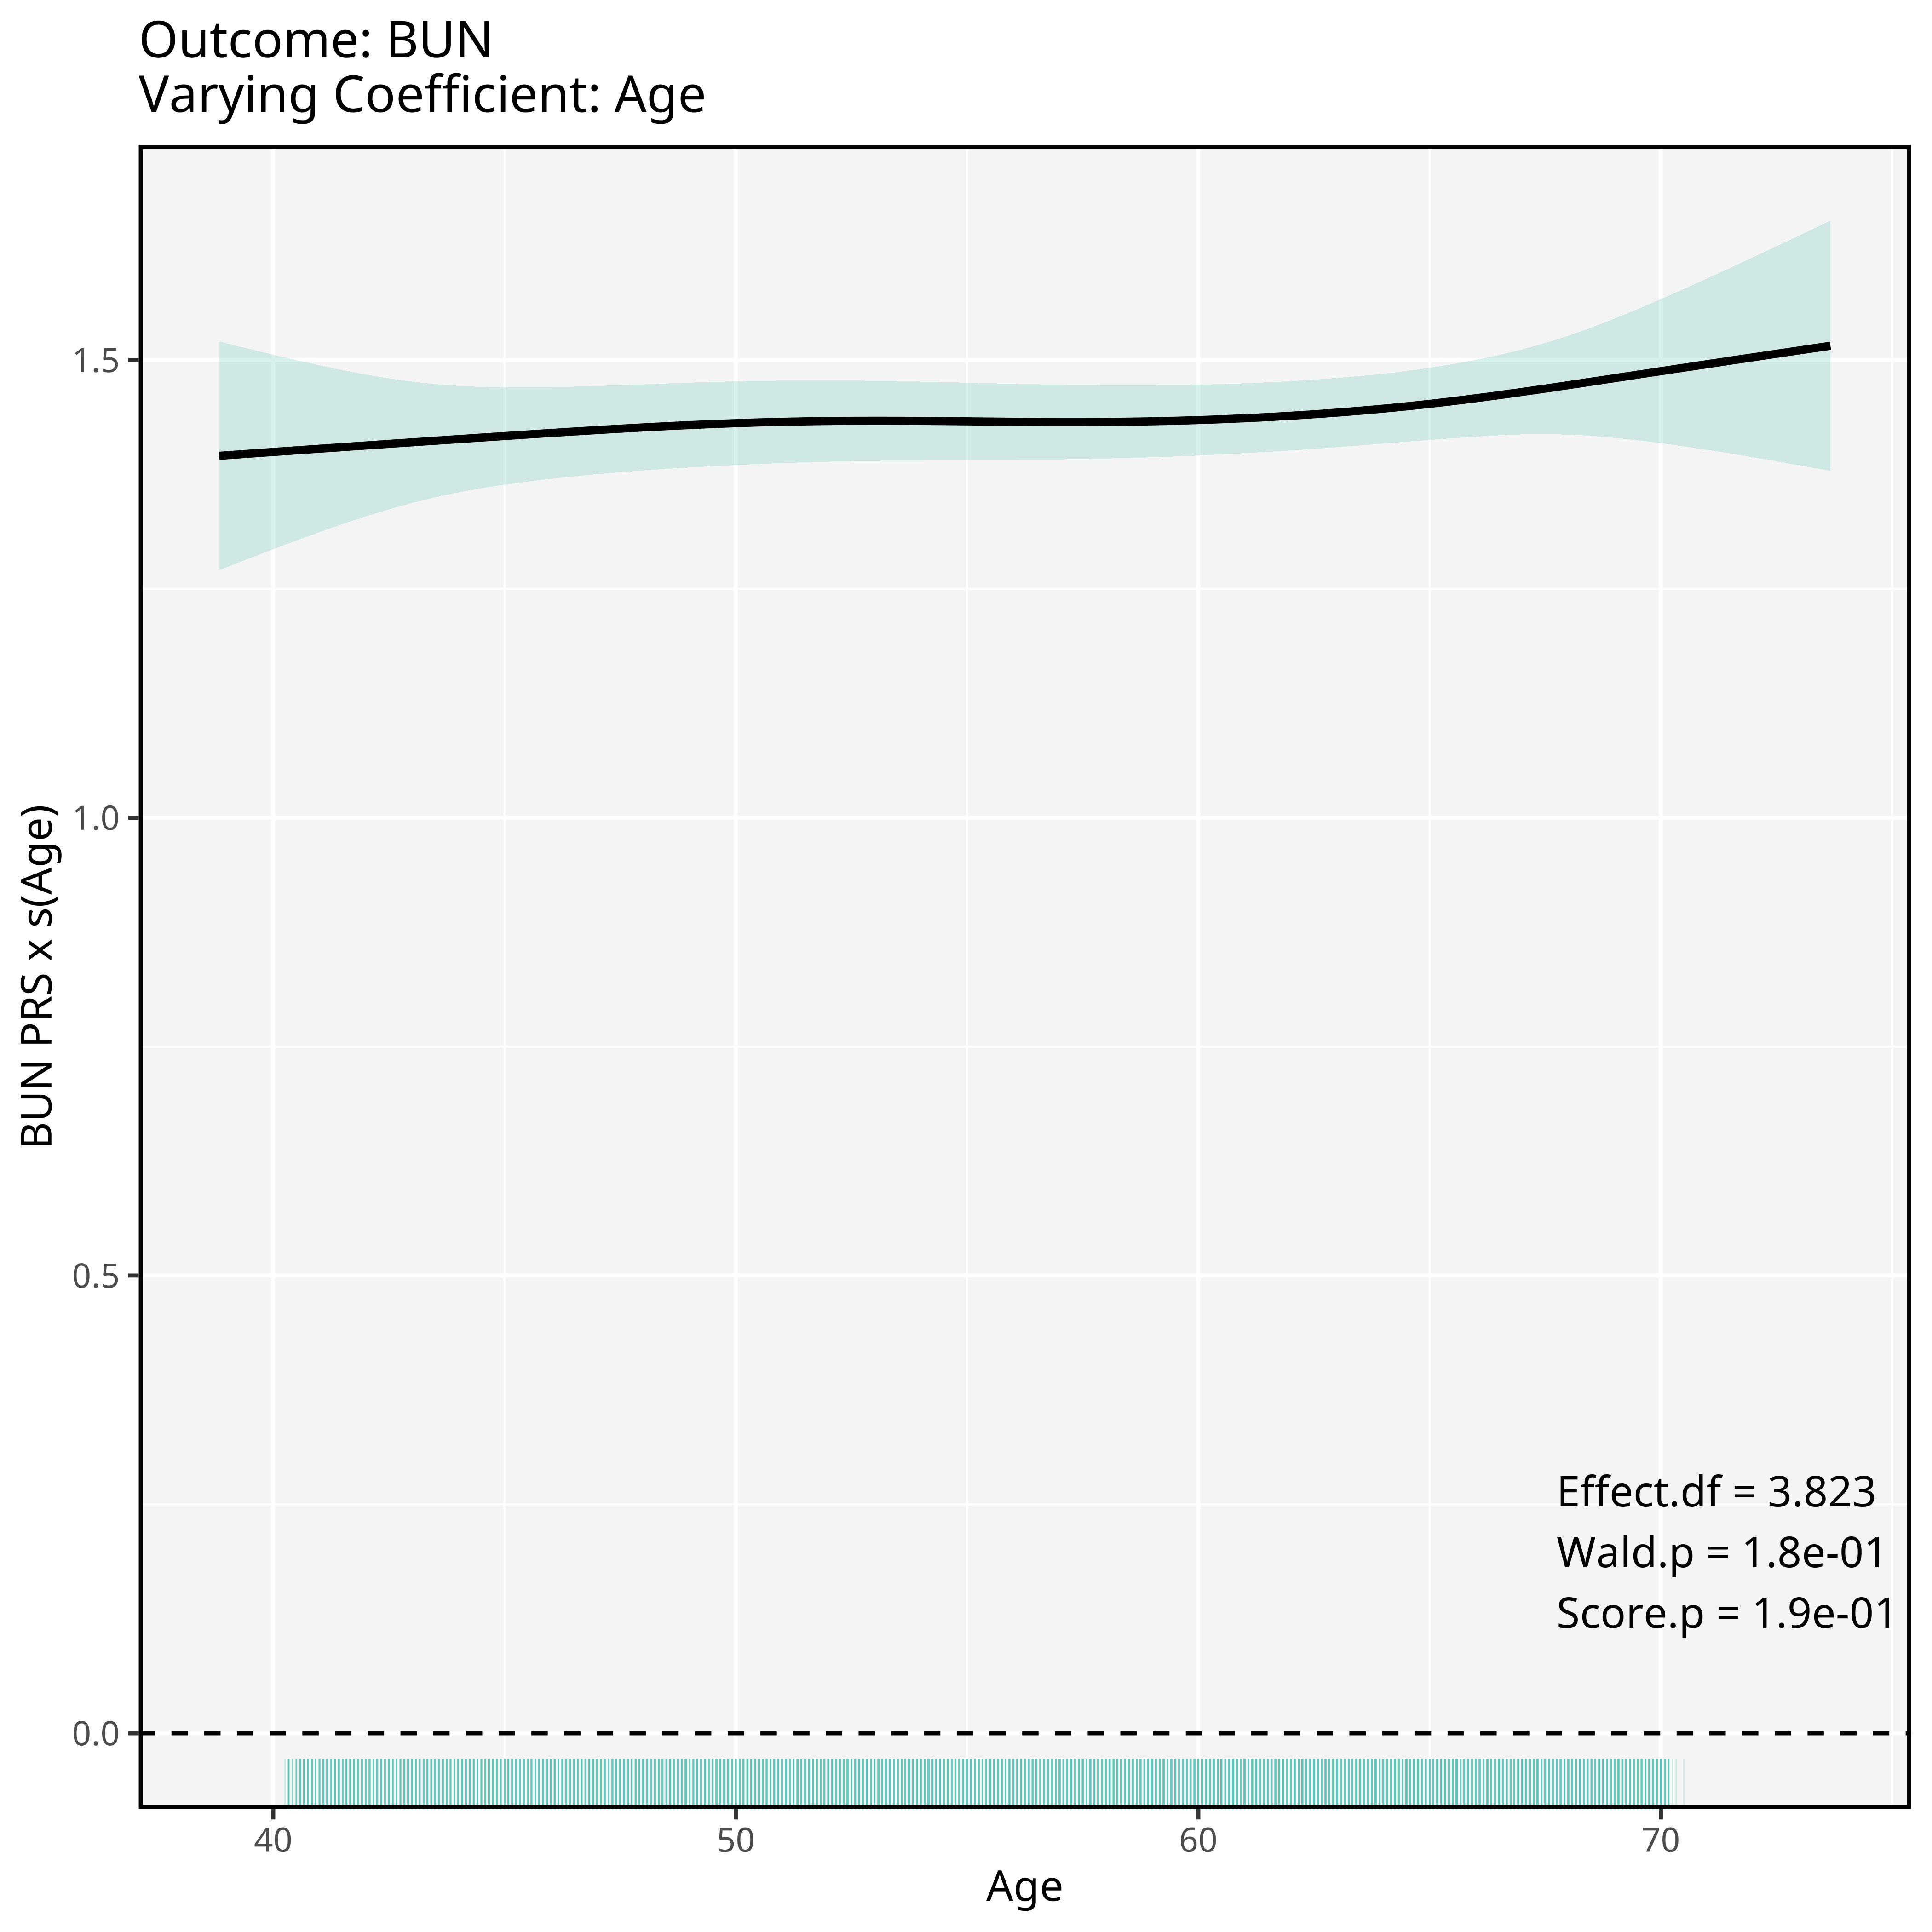 Outcome: BUN
Varying Coefficient: Age
BUN PRS x s(Age)
1.5
1.0
0.5
0.0
Effect.df = 3.823
Wald.p = 1.8e-01
Score.p = 1.9e-01
40 50 60 70
Age